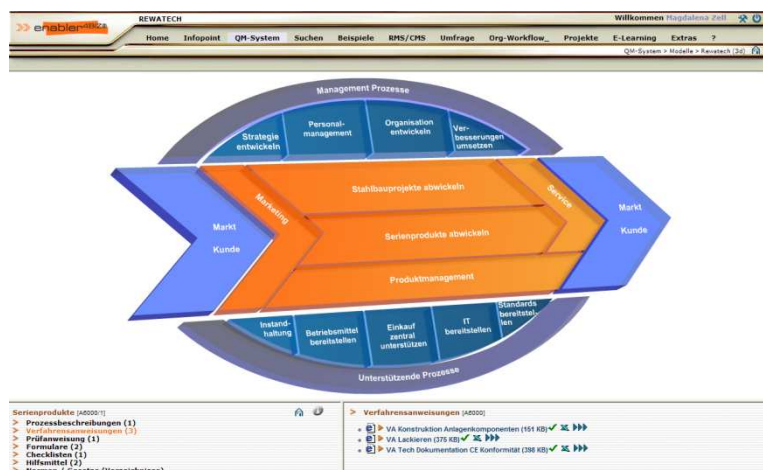 REWATECH
Willkommen Magdalena Zell
enabler
Home Infopoint QM-System Suchen Beispiele RMS/CMS Umfrage Org-Workflow_ Projekte E-Learning Extras ?
QM-System > Modelle > Rewatech (3d)
Management Prozesse
Strategie
entwickeln
Personal-
management
Organisation
entwickeln
Ver-
besserungen
umsetzen
Markt
Kunde
Marketing
Stahlbauprojekte abwickeln
Serienprodukte abwickeln
Produktmanagement
Service
Markt
Kunde
Instand-
haltung
Betriebsmittel
bereitstellen
Einkauf
zentral
unterstützen
IT
bereitstellen
Standards
bereitstel-
len
Unterstützende Prozesse
Serienprodukte [A6000/1]
> Prozessbeschreibungen (1)
> Verfahrensanweisungen (3)
> Prüfanweisung (1)
> Formulare (2)
> Checklisten (1)
> Hilfsmittel (2)
> Normen / Gesetze (Verzeichnisse)
> Verfahrensanweisungen [A6000]
VA Konstruktion Anlagenkomponenten (151 KB)
VA Lackieren (375 KB)
VA Tech Dokumentation CE Konformität (398 KB)